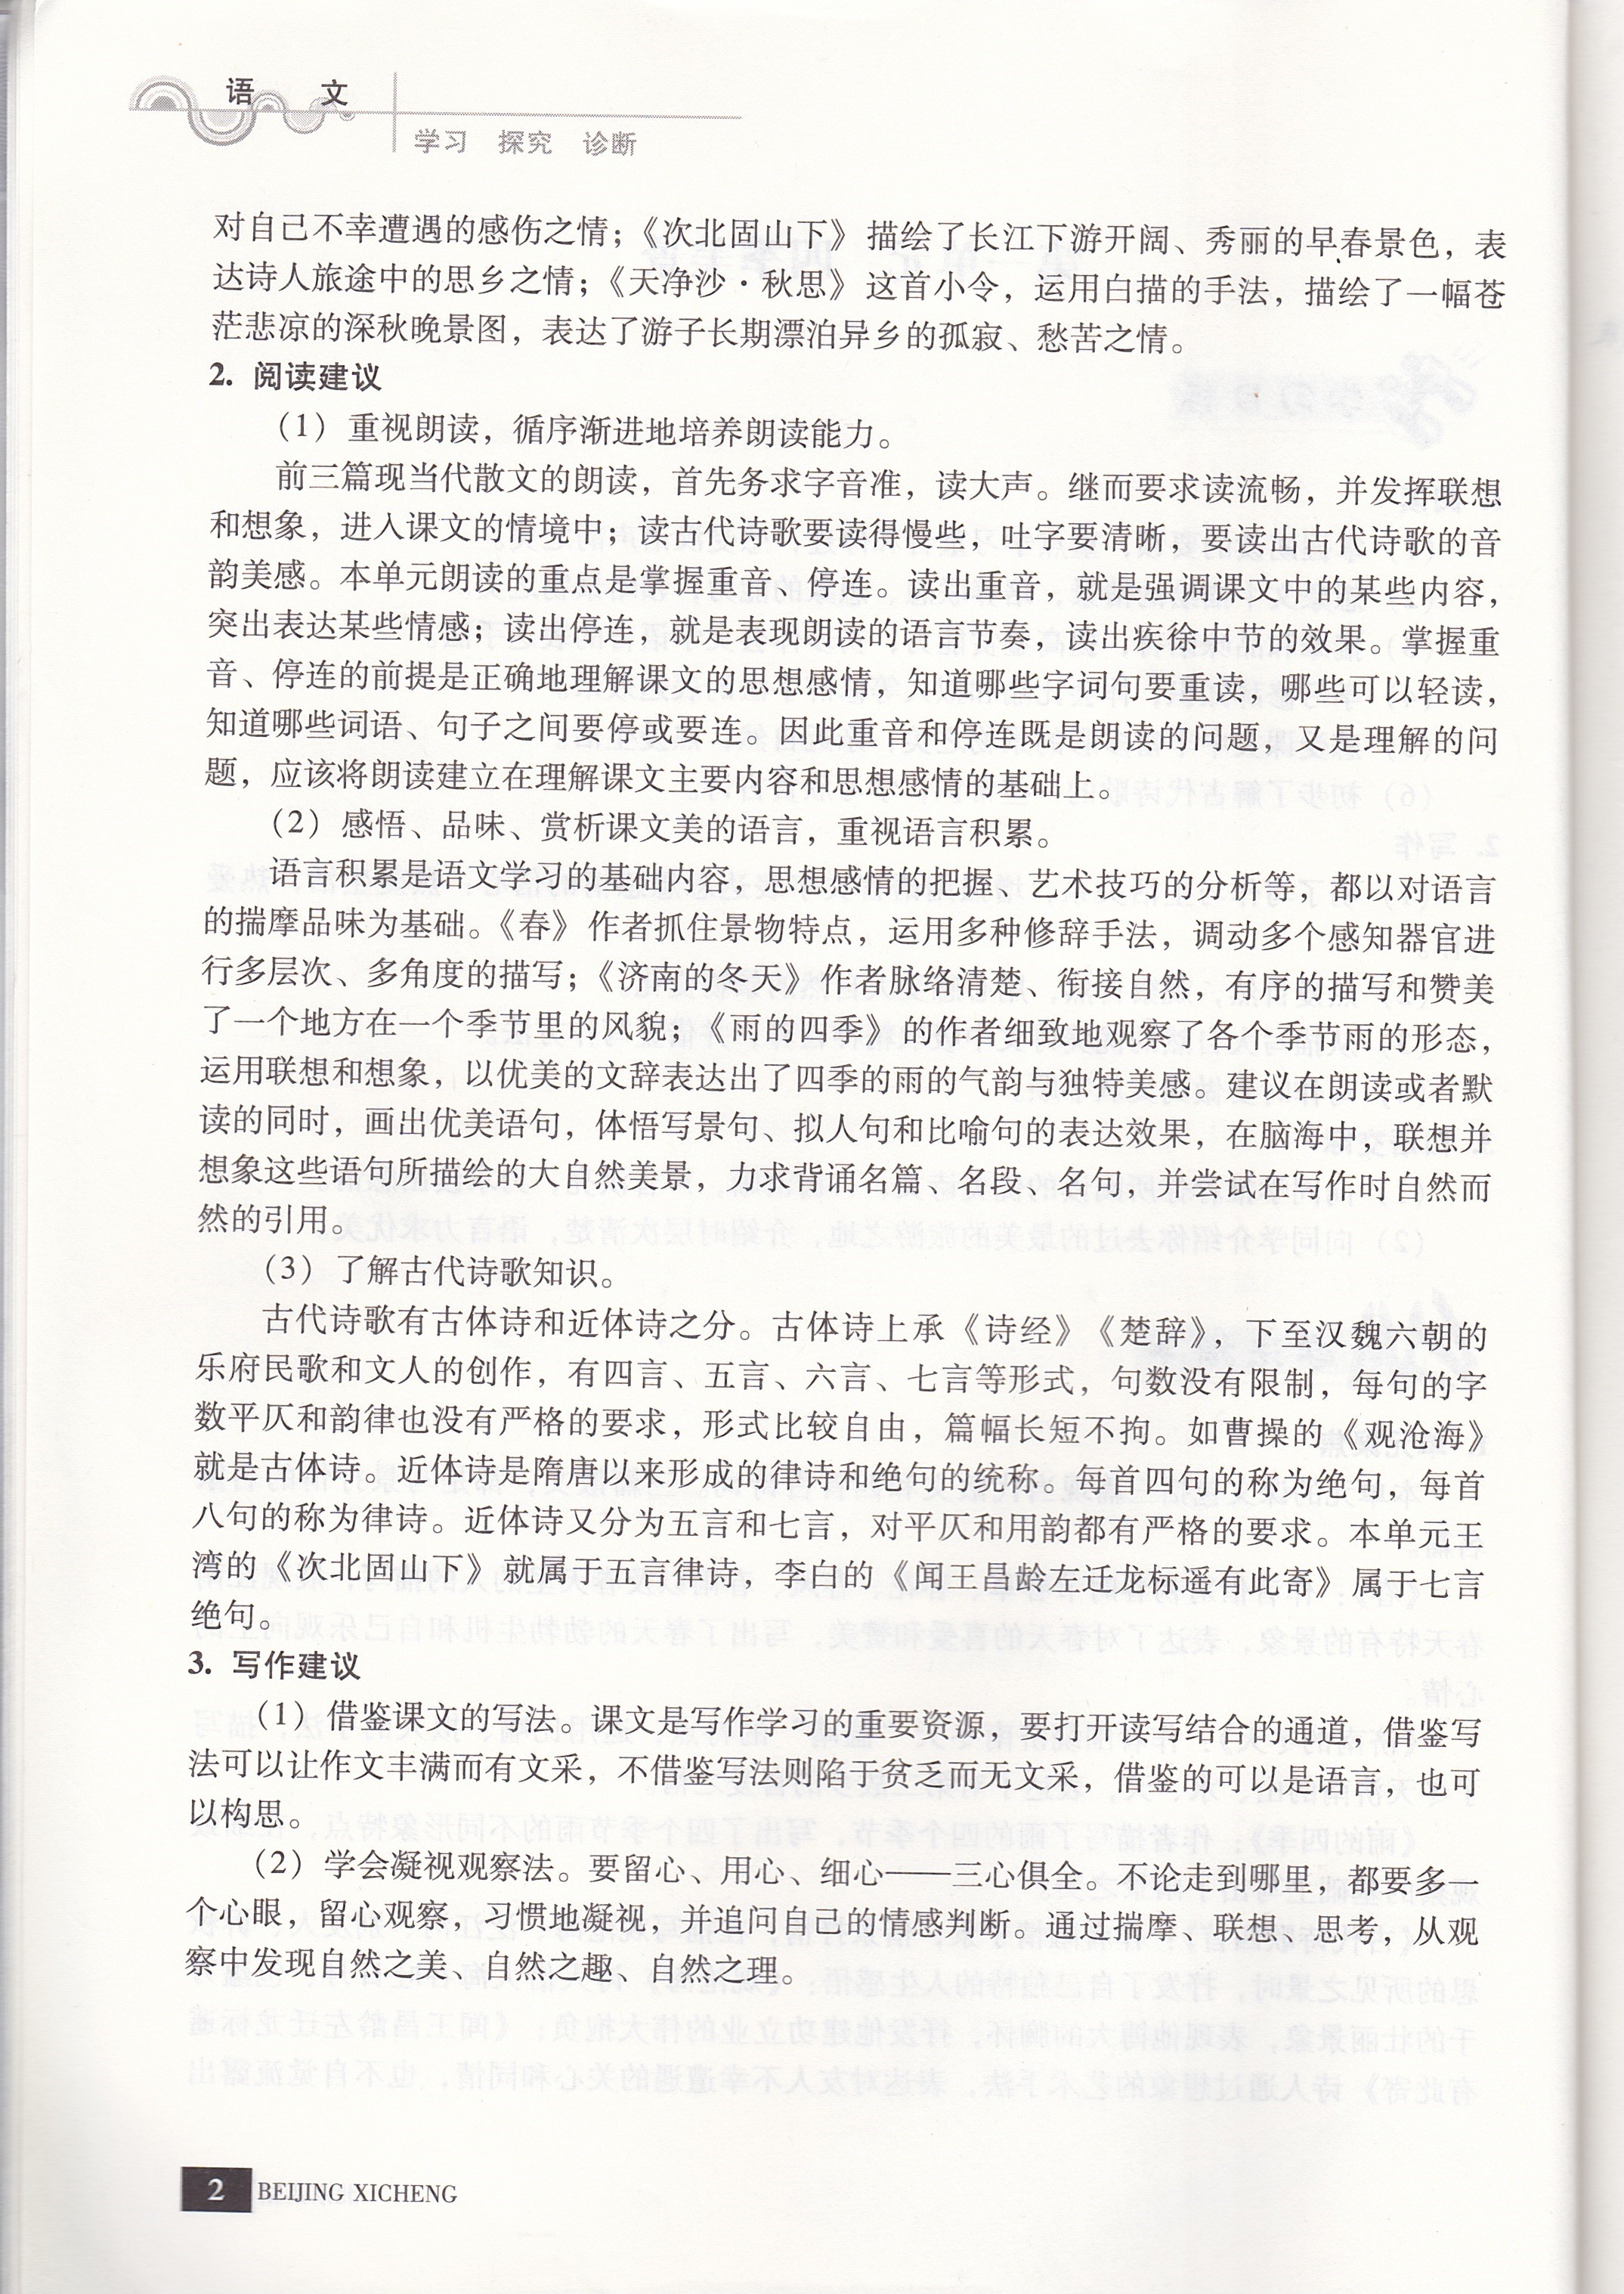 语 文
学习 探究 诊断
对自己不幸遭遇的感伤之情；《次北固山下》描绘了长江下游开阔、秀丽的早春景色，表
达诗人旅途中的思乡之情；《天净沙·秋思》这首小令，运用白描的手法，描绘了一幅苍
茫悲凉的深秋晚景图，表达了游子长期漂泊异乡的孤寂、愁苦之情。
2. 阅读建议
（1）重视朗读，循序渐进地培养朗读能力。
前三篇现当代散文的朗读，首先务求字音准，读大声。继而要求读流畅，并发挥联想
和想象，进入课文的情境中；读古代诗歌要读得慢些，吐字要清晰，要读出古代诗歌的音
韵美感。本单元朗读的重点是掌握重音、停连。读出重音，就是强调课文中的某些内容，
突出表达某些情感；读出停连，就是表现朗读的语言节奏，读出疾徐中节的效果。掌握重
音、停连的前提是正确地理解课文的思想感情，知道哪些字词句要重读，哪些可以轻读，
知道哪些词语、句子之间要停或要连。因此重音和停连既是朗读的问题，又是理解的问
题，应该将朗读建立在理解课文主要内容和思想感情的基础上。
（2）感悟、品味、赏析课文美的语言，重视语言积累。
语言积累是语文学习的基础内容，思想感情的把握、艺术技巧的分析等，都以对语言
的揣摩品味为基础。《春》作者抓住景物特点，运用多种修辞手法，调动多个感知器官进
行多层次、多角度的描写；《济南的冬天》作者脉络清楚、衔接自然，有序的描写和赞美
了一个地方在一个季节里的风貌；《雨的四季》的作者细致地观察了各个季节雨的形态，
运用联想和想象，以优美的文辞表达出了四季的雨的气韵与独特美感。建议在朗读或者默
读的同时，画出优美语句，体悟写景句、拟人句和比喻句的表达效果，在脑海中，联想并
想象这些语句所描绘的大自然美景，力求背诵名篇、名段、名句，并尝试在写作时自然而
然的引用。
（3）了解古代诗歌知识。
古代诗歌有古体诗和近体诗之分。古体诗上承《诗经》《楚辞》，下至汉魏六朝的
乐府民歌和文人的创作，有四言、五言、六言、七言等形式，句数没有限制，每句的字
数平仄和韵律也没有严格的要求，形式比较自由，篇幅长短不拘。如曹操的《观沧海》
就是古体诗。近体诗是隋唐以来形成的律诗和绝句的统称。每首四句的称为绝句，每首
八句的称为律诗。近体诗又分为五言和七言，对平仄和用韵都有严格的要求。本单元王
湾的《次北固山下》就属于五言律诗，李白的《闻王昌龄左迁龙标遥有此寄》属于七言
绝句。
3. 写作建议
（1）借鉴课文的写法。课文是写作学习的重要资源，要打开读写结合的通道，借鉴写
法可以让作文丰满而有文采，不借鉴写法则陷于贫乏而无文采，借鉴的可以是语言，也可
以构思。
（2）学会凝视观察法。要留心、用心、细心——三心俱全。不论走到哪里，都要多一
个心眼，留心观察，习惯地凝视，并追问自己的情感判断。通过揣摩、联想、思考，从观
察中发现自然之美、自然之趣、自然之理。
2 BEIJING XICHENG